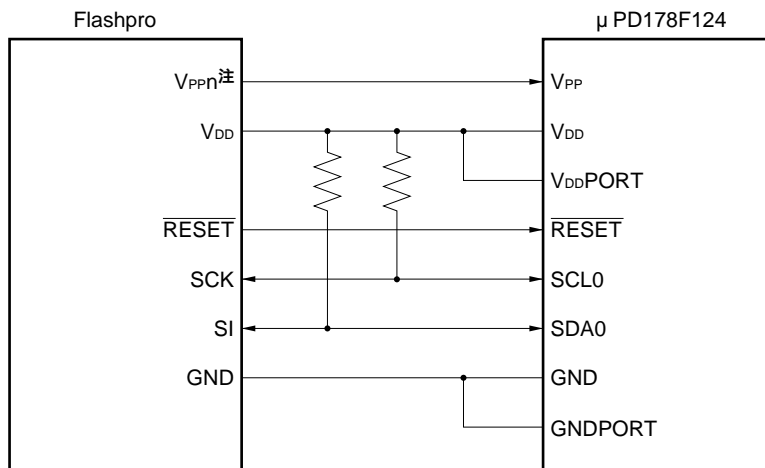 Flashpro
μ PD178F124
VPPn注
VPP
VDD
VDD
VDDPORT
RESET
RESET
SCK
SCL0
SI
SDA0
GND
GND
GNDPORT